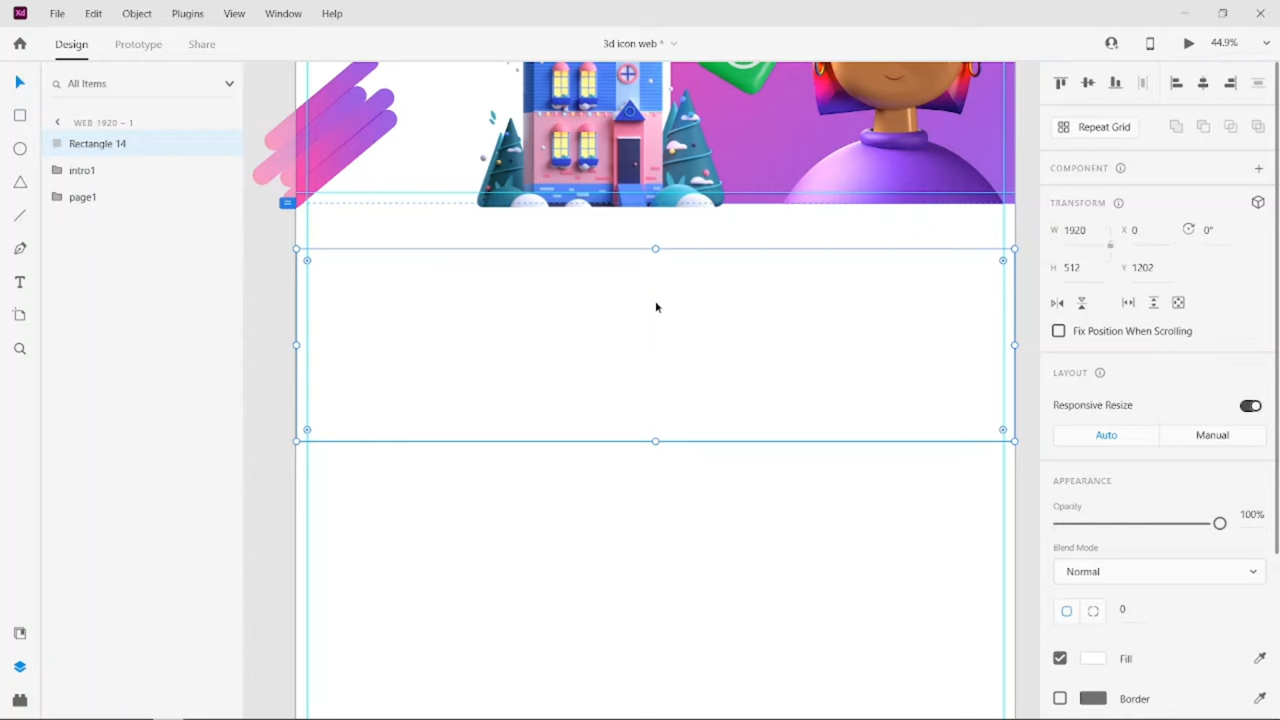 Xd File Edit Object Plugins View Window Help
Design Prototype Share 3d icon web * 44.9%
All Items
WEB 1920 – 1
Rectangle 14
intro1
page1
Repeat Grid
COMPONENT
TRANSFORM
W 1920 X 0 0°
H 512 Y 1202
Fix Position When Scrolling
LAYOUT
Responsive Resize
Auto Manual
APPEARANCE
Opacity
100%
Blend Mode
Normal
0
Fill
Border